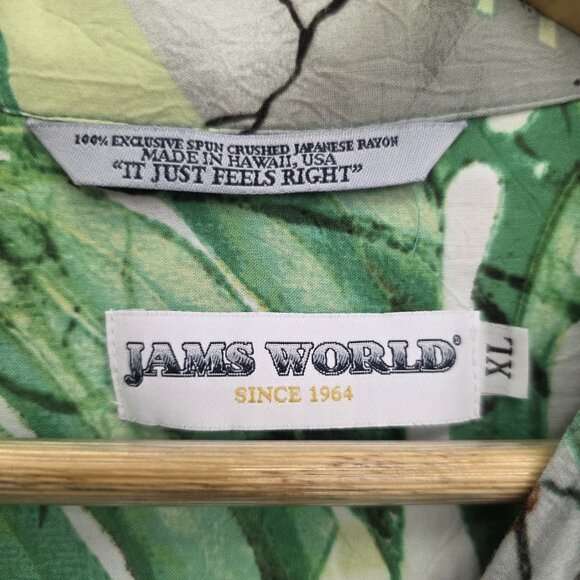 100% EXCLUSIVE SPUN CRUSHED JAPANESE RAYON
MADE IN HAWAII, USA
"IT JUST FEELS RIGHT"
JAMS WORLD®
SINCE 1964
XL